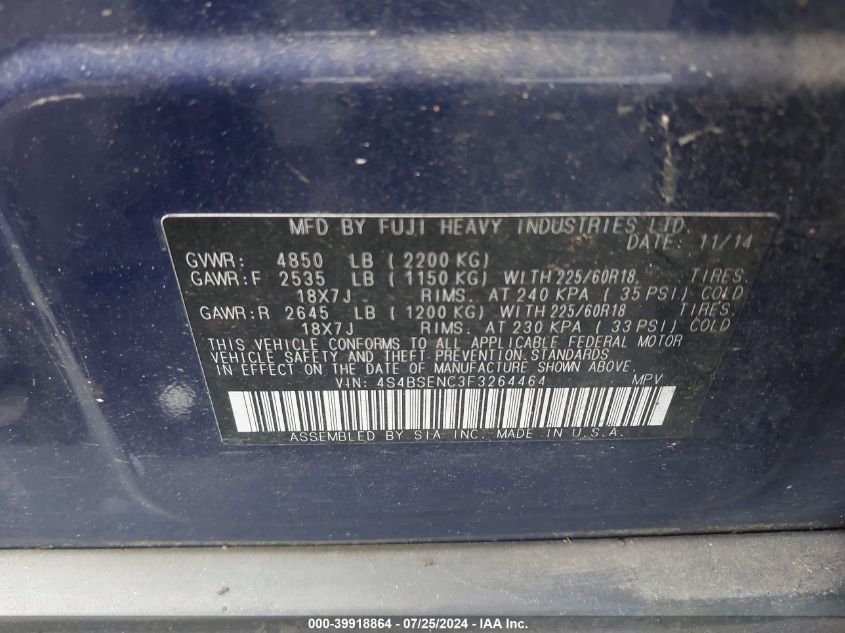 MFD BY FUJI HEAVY INDUSTRIES LTD.
DATE: 11/14
GVWR: 4850 LB (2200 KG)
GAWR:F 2535 LB (1150 KG) WITH 225/60R18 TIRES.
18X7J RIMS. AT 240 KPA (35 PSI) COLD
GAWR:R 2645 LB (1200 KG) WITH 225/60R18 TIRES.
18X7J RIMS. AT 230 KPA (33 PSI) COLD
THIS VEHICLE CONFORMS TO ALL APPLICABLE FEDERAL MOTOR
VEHICLE SAFETY AND THEFT PREVENTION STANDARDS
IN EFFECT ON THE DATE OF MANUFACTURE SHOWN ABOVE.
VIN: 4S4BSENC3F3264464 MPV
ASSEMBLED BY SIA INC. MADE IN U.S.A.
000-39918864 / 07/25/2024 - IAA Inc.